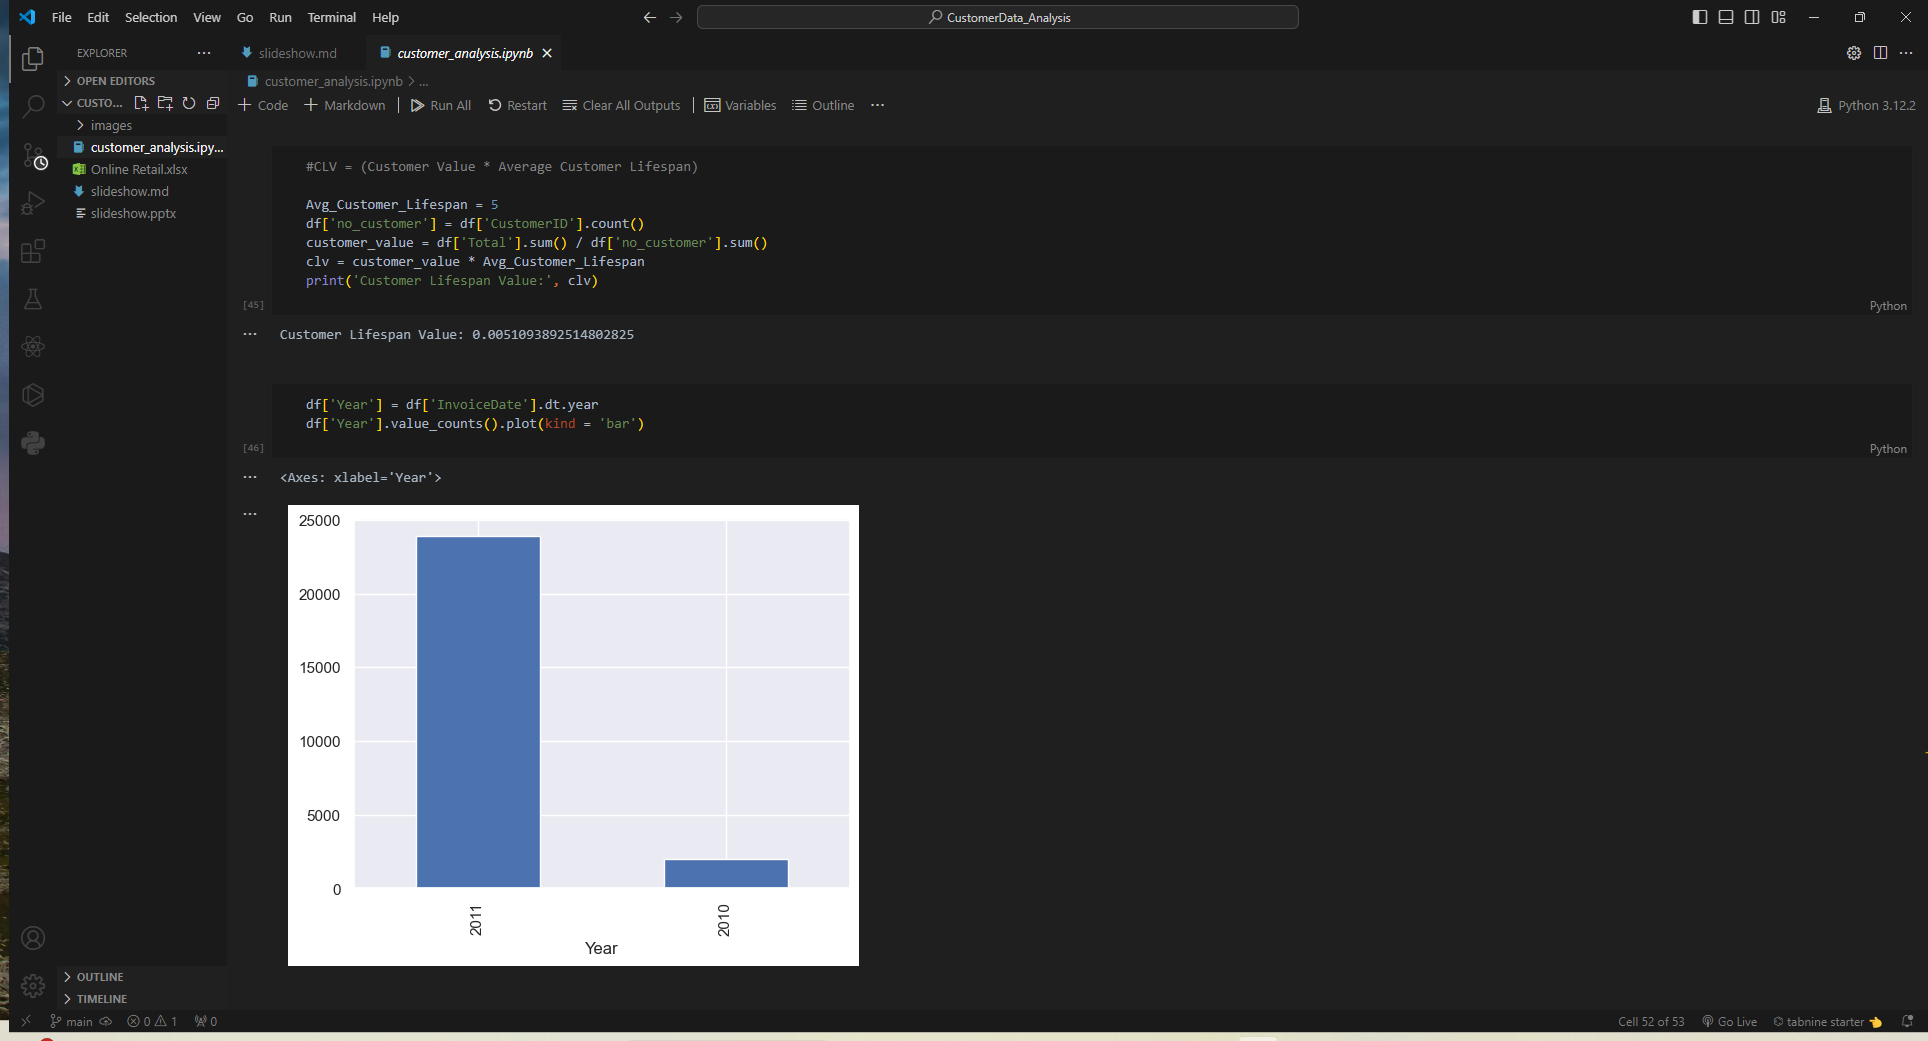 File Edit Selection View Go Run Terminal Help
CustomerData_Analysis
EXPLORER
slideshow.md
customer_analysis.ipynb
OPEN EDITORS
customer_analysis.ipynb > ...
CUSTO...
Code
Markdown
Run All
Restart
Clear All Outputs
Variables
Outline
Python 3.12.2
images
customer_analysis.ipy...
Online Retail.xlsx
slideshow.md
slideshow.pptx
#CLV = (Customer Value * Average Customer Lifespan)
Avg_Customer_Lifespan = 5
df['no_customer'] = df['CustomerID'].count()
customer_value = df['Total'].sum() / df['no_customer'].sum()
clv = customer_value * Avg_Customer_Lifespan
print('Customer Lifespan Value:', clv)
[45]
Python
Customer Lifespan Value: 0.0051093892514802825
df['Year'] = df['InvoiceDate'].dt.year
df['Year'].value_counts().plot(kind = 'bar')
[46]
Python
<Axes: xlabel='Year'>
25000
20000
15000
10000
5000
0
2011
2010
Year
OUTLINE
TIMELINE
main
0
1
0
Cell 52 of 53
Go Live
tabnine starter